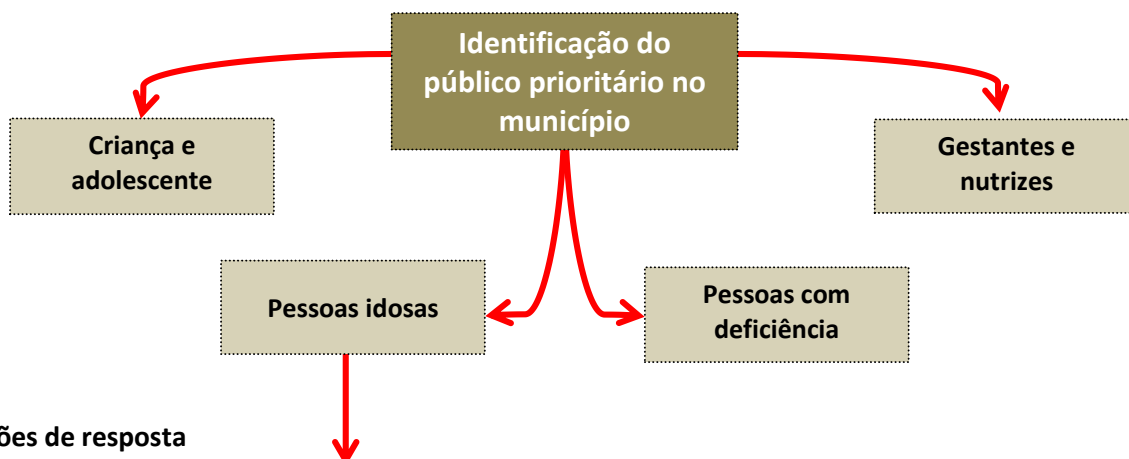 Identificação do
público prioritário no
município
Criança e
adolescente
Gestantes e
nutrizes
Pessoas idosas
Pessoas com
deficiência
ões de resposta